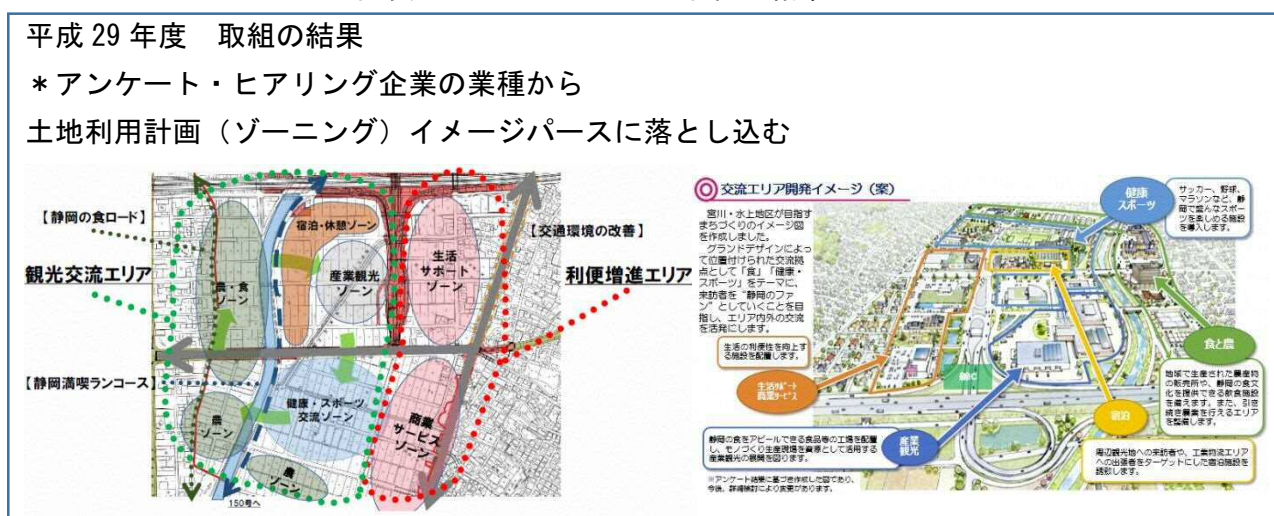 平成 29 年度　取組の結果
＊アンケート・ヒアリング企業の業種から
土地利用計画（ゾーニング）イメージパースに落とし込む
【静岡の食ロード】
観光交流エリア
【静岡満喫ランコース】
宿泊・休憩ゾーン
農・食
ゾーン
産業観光
ゾーン
生活
サポート
ゾーン
【交通環境の改善】
利便増進エリア
健康・スポーツ
交流ゾーン
農
ゾーン
商業
サービス
ゾーン
農
ゾーン
150号へ
交流エリア開発イメージ（案）
宮川・水上地区が目指す
まちづくりのイメージ図
を作成しました。
グランドデザインによっ
て位置付けられた交流拠
点として「食」「健康・
スポーツ」をテーマに、
来訪者を“静岡のファ
ン”としていくことを目
指し、エリア内外の交流
を活発にします。
健康
スポーツ
サッカー、野球、
マラソンなど、静
岡で盛んなスポー
ツを楽しめる施設
を導入します。
生活の利便性を向上す
る施設を配置します。
生活ｻﾎﾟｰﾄ
商業ｻｰﾋﾞｽ
食と農
地域で生産された農産物
の販売所や、静岡の食文
化を提供できる飲食施設
を備えます。また、引き
続き農業を行えるエリア
を整備します。
宿泊
周辺観光地への来訪者や、工業物流エリア
への出張者をターゲットにした宿泊施設を
誘致します。
産業
観光
静岡の食をアピールできる食品等の工場を配置
し、モノづくり生産現場を資源として活用する
産業観光の展開を図ります。
※アンケート結果に基づき作成した図であり、
今後、詳細検討により変更があります。